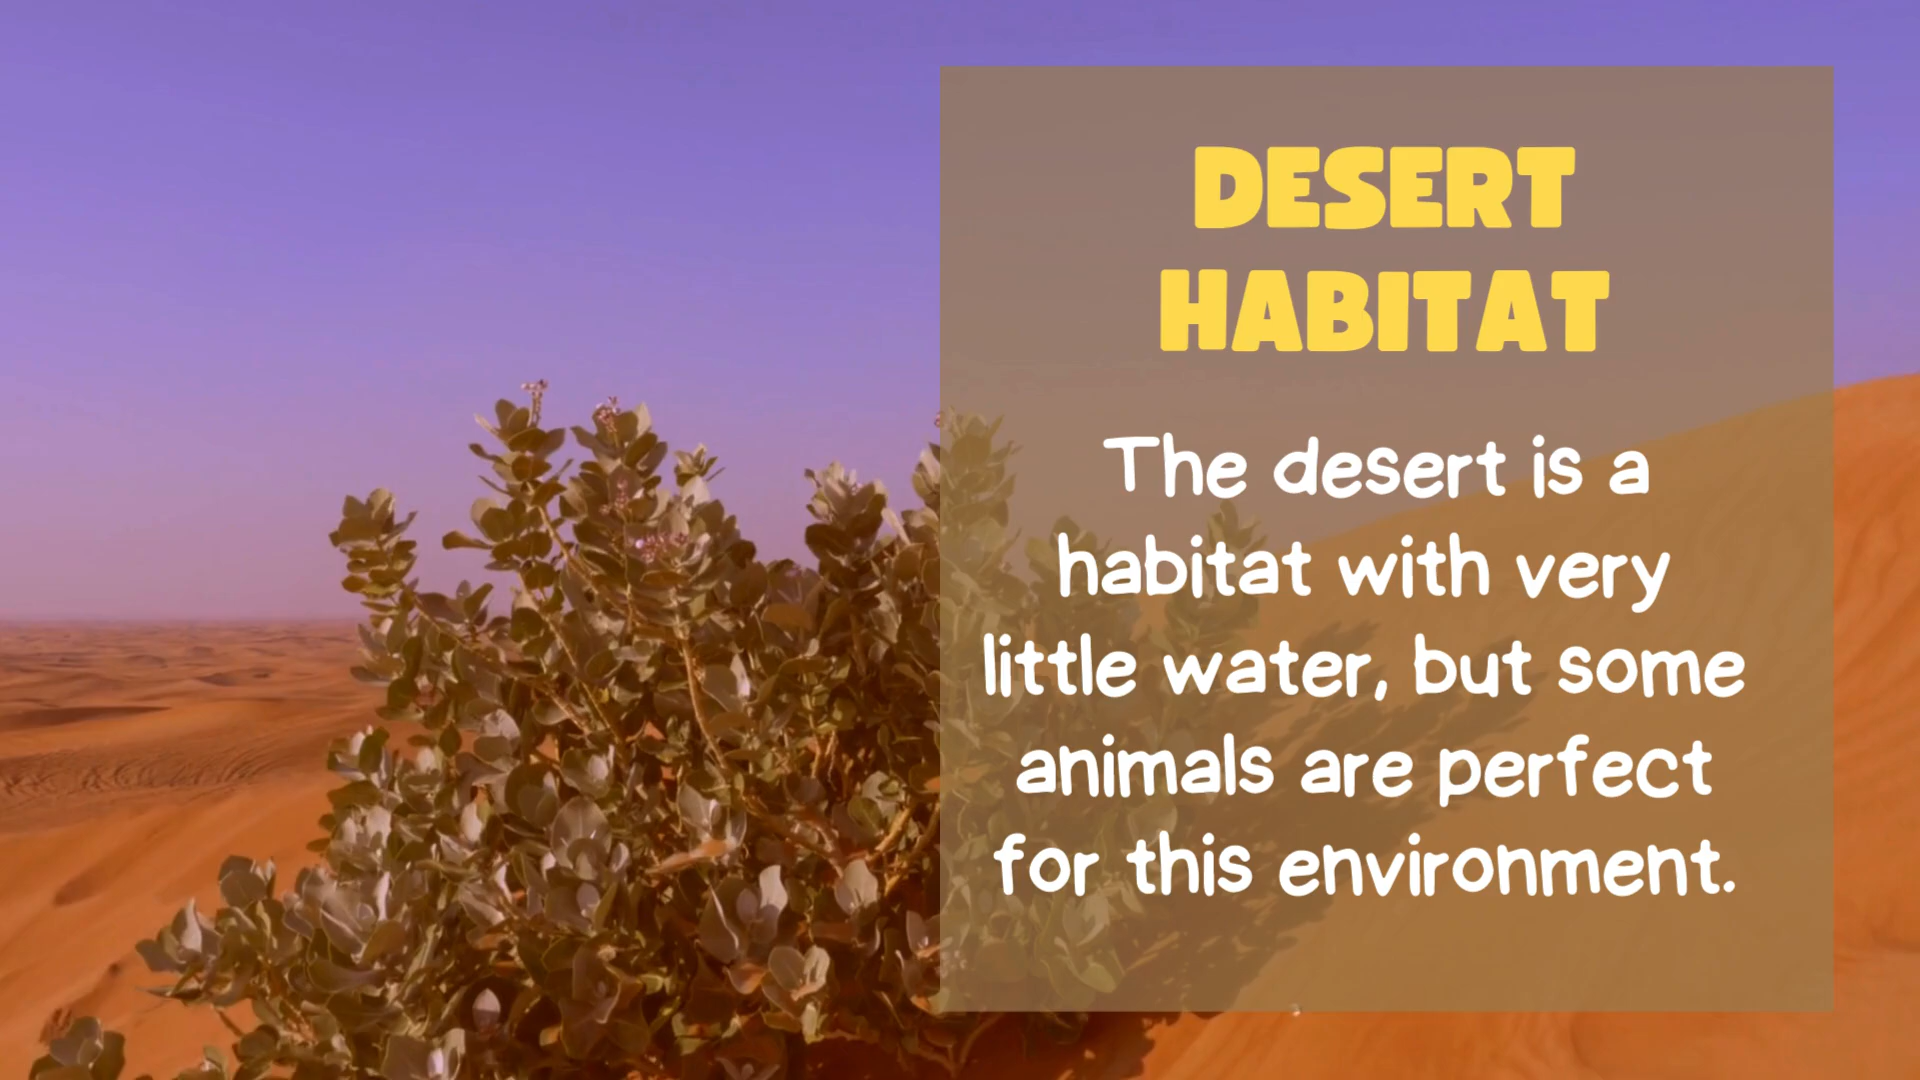 DESERT
HABITAT
The desert is a
habitat with very
little water, but some
animals are perfect
for this environment.